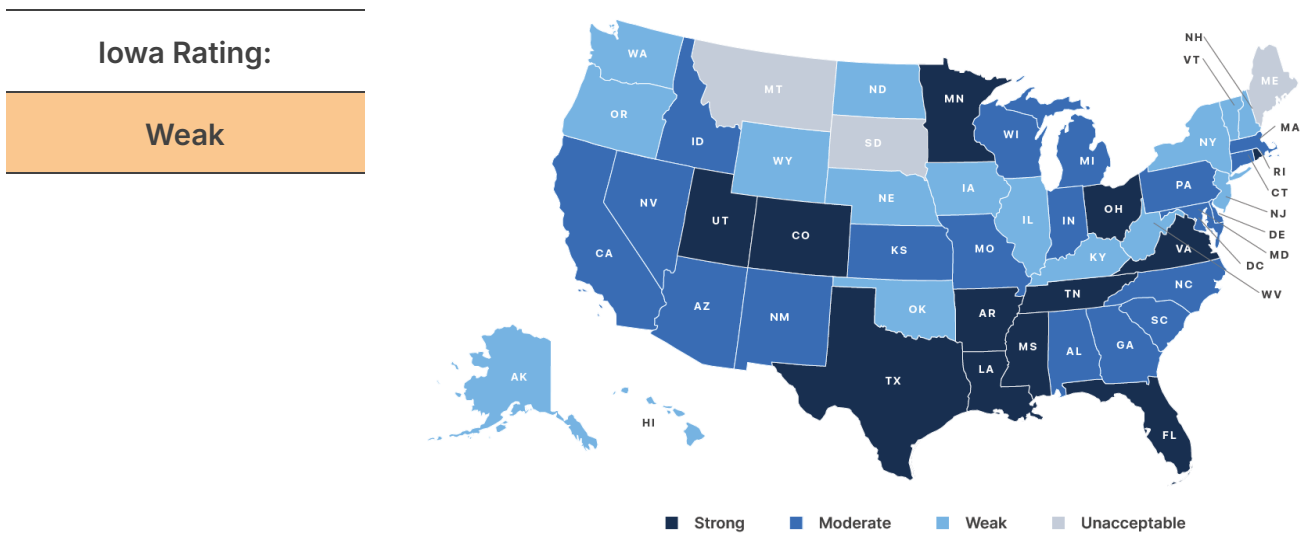 Iowa Rating:
Weak
NH
VT
WA
ME
MT
ND
MN
OR
MA
WI
ID
NY
SD
WY
MI
RI
PA
IA
CT
NE
NV
OH
NJ
UT
IL
IN
DE
CO
VA
KS
MO
MD
CA
KY
DC
NC
WV
TN
AZ
OK
AR
NM
SC
MS
GA
AL
LA
AK
TX
HI
FL
Strong
Moderate
Weak
Unacceptable